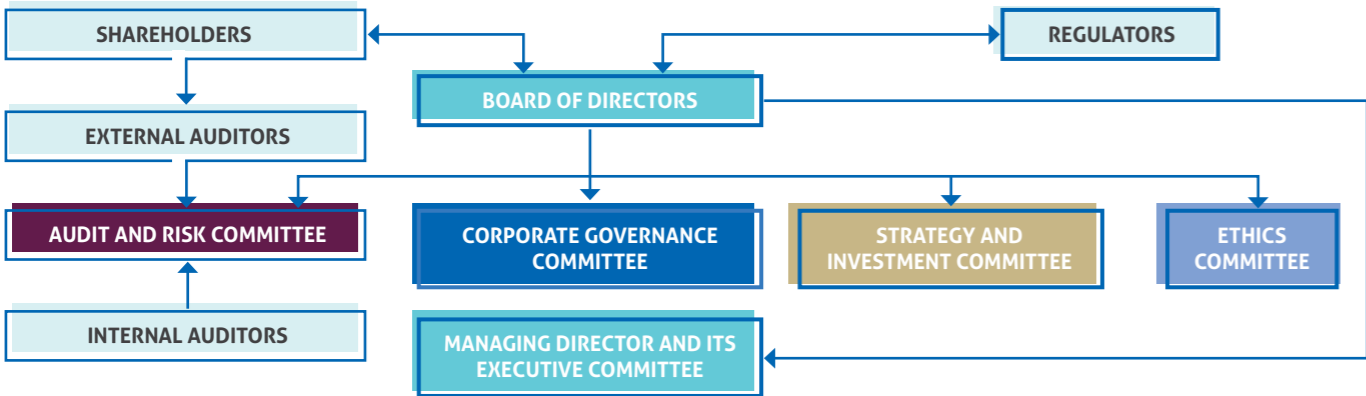 SHAREHOLDERS
REGULATORS
BOARD OF DIRECTORS
EXTERNAL AUDITORS
AUDIT AND RISK COMMITTEE
CORPORATE GOVERNANCE
COMMITTEE
STRATEGY AND
INVESTMENT COMMITTEE
ETHICS
COMMITTEE
INTERNAL AUDITORS
MANAGING DIRECTOR AND ITS
EXECUTIVE COMMITTEE